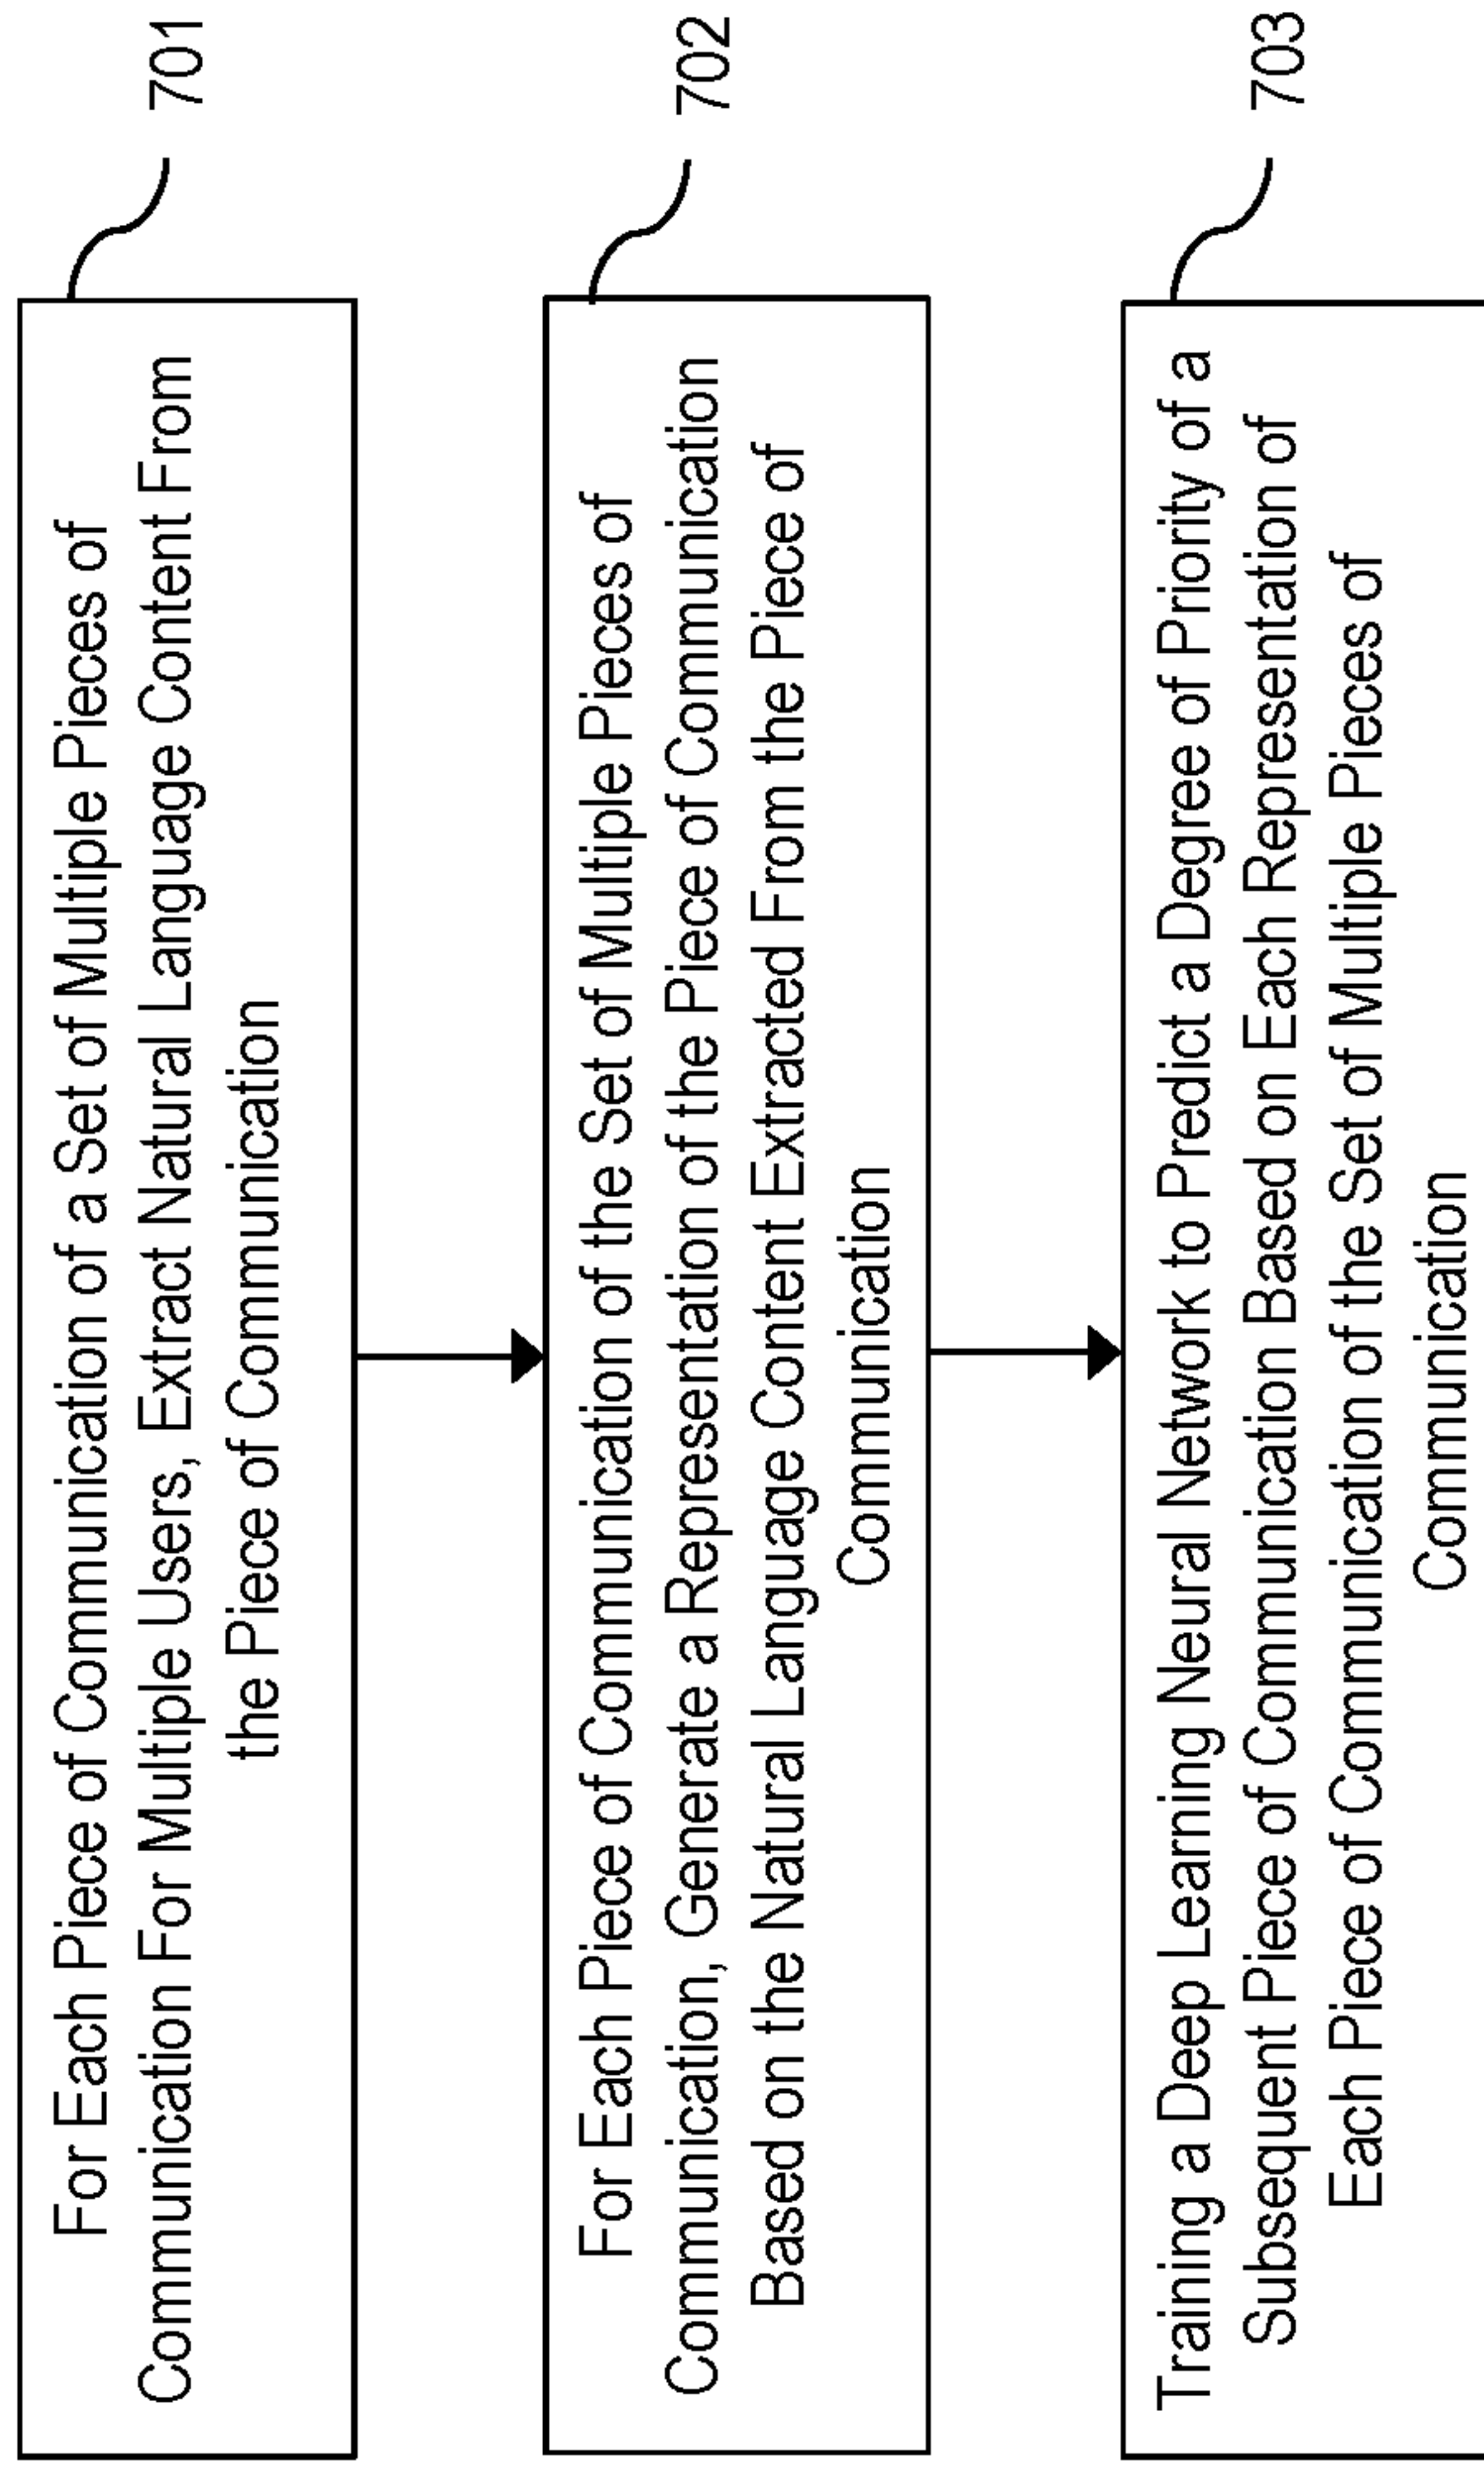 For Each Piece of Communication of a Set of Multiple Pieces of
Communication For Multiple Users, Extract Natural Language Content From
the Piece of Communication
701
For Each Piece of Communication of the Set of Multiple Pieces of
Communication, Generate a Representation of the Piece of Communication
Based on the Natural Language Content Extracted From the Piece of
Communication
702
Training a Deep Learning Neural Network to Predict a Degree of Priority of a
Subsequent Piece of Communication Based on Each Representation of
Each Piece of Communication of the Set of Multiple Pieces of
Communication
703